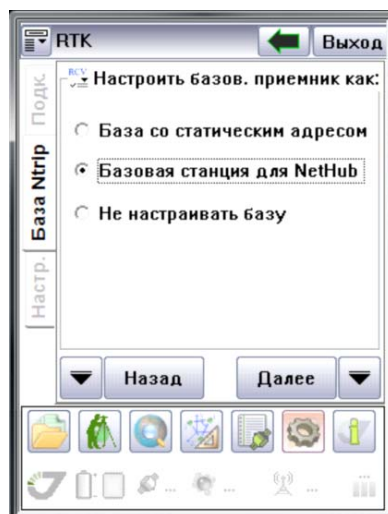 RTK
Выход
Подк.
База Ntrip
Настр.
RCV
Настроить базов. приемник как:
База со статическим адресом
Базовая станция для NetHub
Не настраивать базу
Назад
Далее